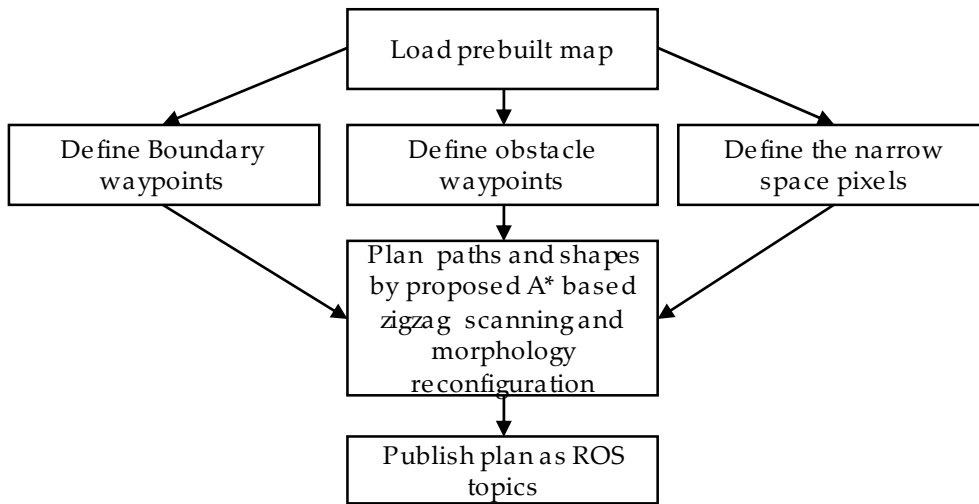 Load prebuilt map
Define Boundary
waypoints
Define obstacle
waypoints
Define the narrow
space pixels
Plan paths and shapes
by proposed A* based
zigzag scanning and
morphology
reconfiguration
Publish plan as ROS
topics